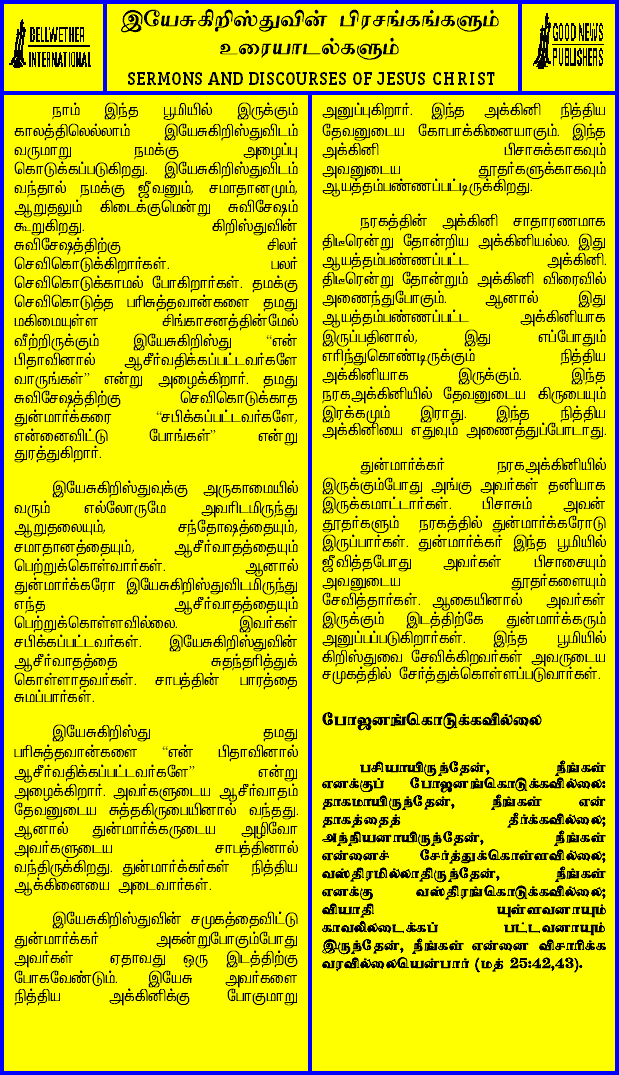 BELLWETHER
INTERNATIONAL
இயேசுகிறிஸ்துவின் பிரசங்கங்களும்
உரையாடல்களும்
SERMONS AND DISCOURSES OF JESUS CHRIST
GOOD NEWS
PUBLISHERS
நாம் இந்த பூமியில் இருக்கும்
காலத்திலெல்லாம் இயேசுகிறிஸ்துவிடம்
வருமாறு நமக்கு அழைப்பு
கொடுக்கப்படுகிறது. இயேசுகிறிஸ்துவிடம்
வந்தால் நமக்கு ஜீவனும், சமாதானமும்,
ஆறுதலும் கிடைக்குமென்று சுவிசேஷம்
கூறுகிறது. கிறிஸ்துவின்
சுவிசேஷத்திற்கு சிலர்
செவிகொடுக்கிறார்கள். பலர்
செவிகொடுக்காமல் போகிறார்கள். தமக்கு
செவிகொடுத்த பரிசுத்தவான்களை தமது
மகிமையுள்ள சிங்காசனத்தின்மேல்
வீற்றிருக்கும் இயேசுகிறிஸ்து “என்
பிதாவினால் ஆசீர்வதிக்கப்பட்டவர்களே
வாருங்கள்” என்று அழைக்கிறார். தமது
சுவிசேஷத்திற்கு செவிகொடுக்காத
துன்மார்க்கரை “சபிக்கப்பட்டவர்களே,
என்னைவிட்டு போங்கள்” என்று
துரத்துகிறார்.
இயேசுகிறிஸ்துவுக்கு அருகாமையில்
வரும் எல்லோருமே அவரிடமிருந்து
ஆறுதலையும், சந்தோஷத்தையும்,
சமாதானத்தையும், ஆசீர்வாதத்தையும்
பெற்றுக்கொள்வார்கள். ஆனால்
துன்மார்க்கரோ இயேசுகிறிஸ்துவிடமிருந்து
எந்த ஆசீர்வாதத்தையும்
பெற்றுக்கொள்ளவில்லை. இவர்கள்
சபிக்கப்பட்டவர்கள். இயேசுகிறிஸ்துவின்
ஆசீர்வாதத்தை சுதந்தரித்துக்
கொள்ளாதவர்கள். சாபத்தின் பாரத்தை
சுமப்பார்கள்.
இயேசுகிறிஸ்து தமது
பரிசுத்தவான்களை “என் பிதாவினால்
ஆசீர்வதிக்கப்பட்டவர்களே” என்று
அழைக்கிறார். அவர்களுடைய ஆசீர்வாதம்
தேவனுடைய சுத்தகிருபையினால் வந்தது.
ஆனால் துன்மார்க்கருடைய அழிவோ
அவர்களுடைய சாபத்தினால்
வந்திருக்கிறது. துன்மார்க்கர்கள் நித்திய
ஆக்கினையை அடைவார்கள்.
இயேசுகிறிஸ்துவின் சமுகத்தைவிட்டு
துன்மார்க்கர் அகன்றுபோகும்போது
அவர்கள் ஏதாவது ஒரு இடத்திற்கு
போகவேண்டும். இயேசு அவர்களை
நித்திய அக்கினிக்கு போகுமாறு
அனுப்புகிறார். இந்த அக்கினி நித்திய
தேவனுடைய கோபாக்கினையாகும். இந்த
அக்கினி பிசாசுக்காகவும்
அவனுடைய தூதர்களுக்காகவும்
ஆயத்தம்பண்ணப்பட்டிருக்கிறது.
நரகத்தின் அக்கினி சாதாரணமாக
திடீரென்று தோன்றிய அக்கினியல்ல. இது
ஆயத்தம்பண்ணப்பட்ட அக்கினி.
திடீரென்று தோன்றும் அக்கினி விரைவில்
அணைந்துபோகும். ஆனால் இது
ஆயத்தம்பண்ணப்பட்ட அக்கினியாக
இருப்பதினால், இது எப்போதும்
எரிந்துகொண்டிருக்கும் நித்திய
அக்கினியாக இருக்கும். இந்த
நரகஅக்கினியில் தேவனுடைய கிருபையும்
இரக்கமும் இராது. இந்த நித்திய
அக்கினியை எதுவும் அணைத்துப்போடாது.
துன்மார்க்கர் நரகஅக்கினியில்
இருக்கும்போது அங்கு அவர்கள் தனியாக
இருக்கமாட்டார்கள். பிசாசும் அவன்
தூதர்களும் நரகத்தில் துன்மார்க்கரோடு
இருப்பார்கள். துன்மார்க்கர் இந்த பூமியில்
ஜீவித்தபோது அவர்கள் பிசாசையும்
அவனுடைய தூதர்களையும்
சேவித்தார்கள். ஆகையினால் அவர்கள்
இருக்கும் இடத்திற்கே துன்மார்க்கரும்
அனுப்பப்படுகிறார்கள். இந்த பூமியில்
கிறிஸ்துவை சேவிக்கிறவர்கள் அவருடைய
சமுகத்தில் சேர்த்துக்கொள்ளப்படுவார்கள்.
போஜனங்கொடுக்கவில்லை
பசியாயிருந்தேன், நீங்கள்
எனக்குப் போஜனங்கொடுக்கவில்லை:
தாகமாயிருந்தேன், நீங்கள் என்
தாகத்தைத் தீர்க்கவில்லை;
அந்நியனாயிருந்தேன், நீங்கள்
என்னைச் சேர்த்துக்கொள்ளவில்லை;
வஸ்திரமில்லாதிருந்தேன், நீங்கள்
எனக்கு வஸ்திரங்கொடுக்கவில்லை;
வியாதி யுள்ளவனாயும்
காவலிலடைக்கப் பட்டவனாயும்
இருந்தேன், நீங்கள் என்னை விசாரிக்க
வரவில்லையென்பார் (மத் 25:42,43).